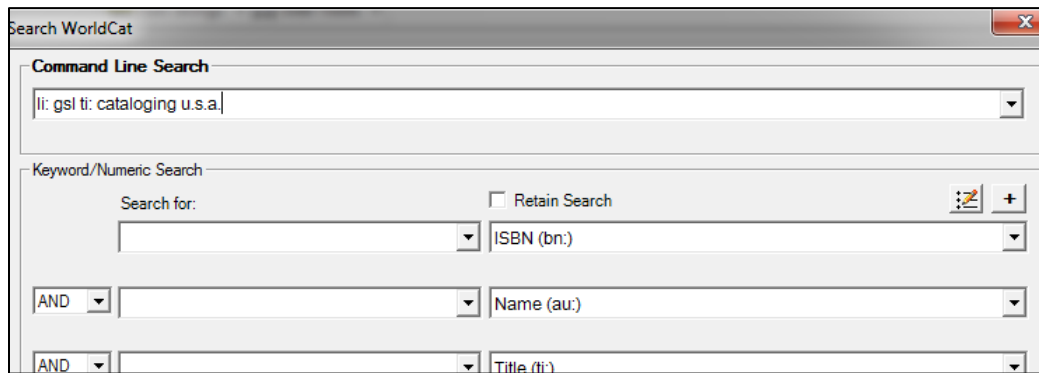 Search WorldCat
Command Line Search
li: gsl ti: cataloging u.s.a.
Keyword/Numeric Search
Search for:
Retain Search
ISBN (bn:)
AND
Name (au:)
AND
Title (ti:)